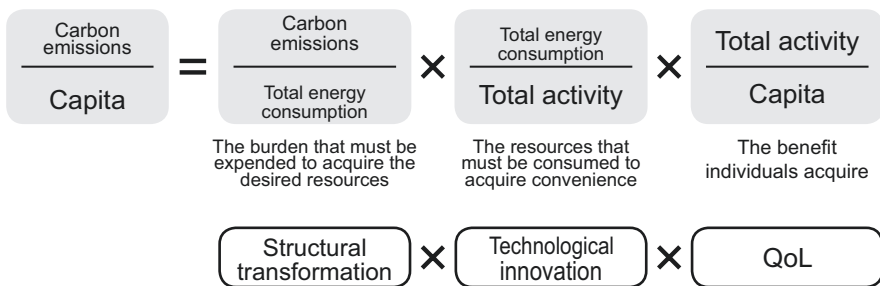 Carbon
emissions
Capita
=
Carbon
emissions
Total energy
consumption
×
Total energy
consumption
Total activity
×
Total activity
Capita
The burden that must be
expended to acquire the
desired resources
The resources that
must be consumed to
acquire convenience
The benefit
individuals acquire
Structural
transformation
×
Technological
innovation
×
QoL